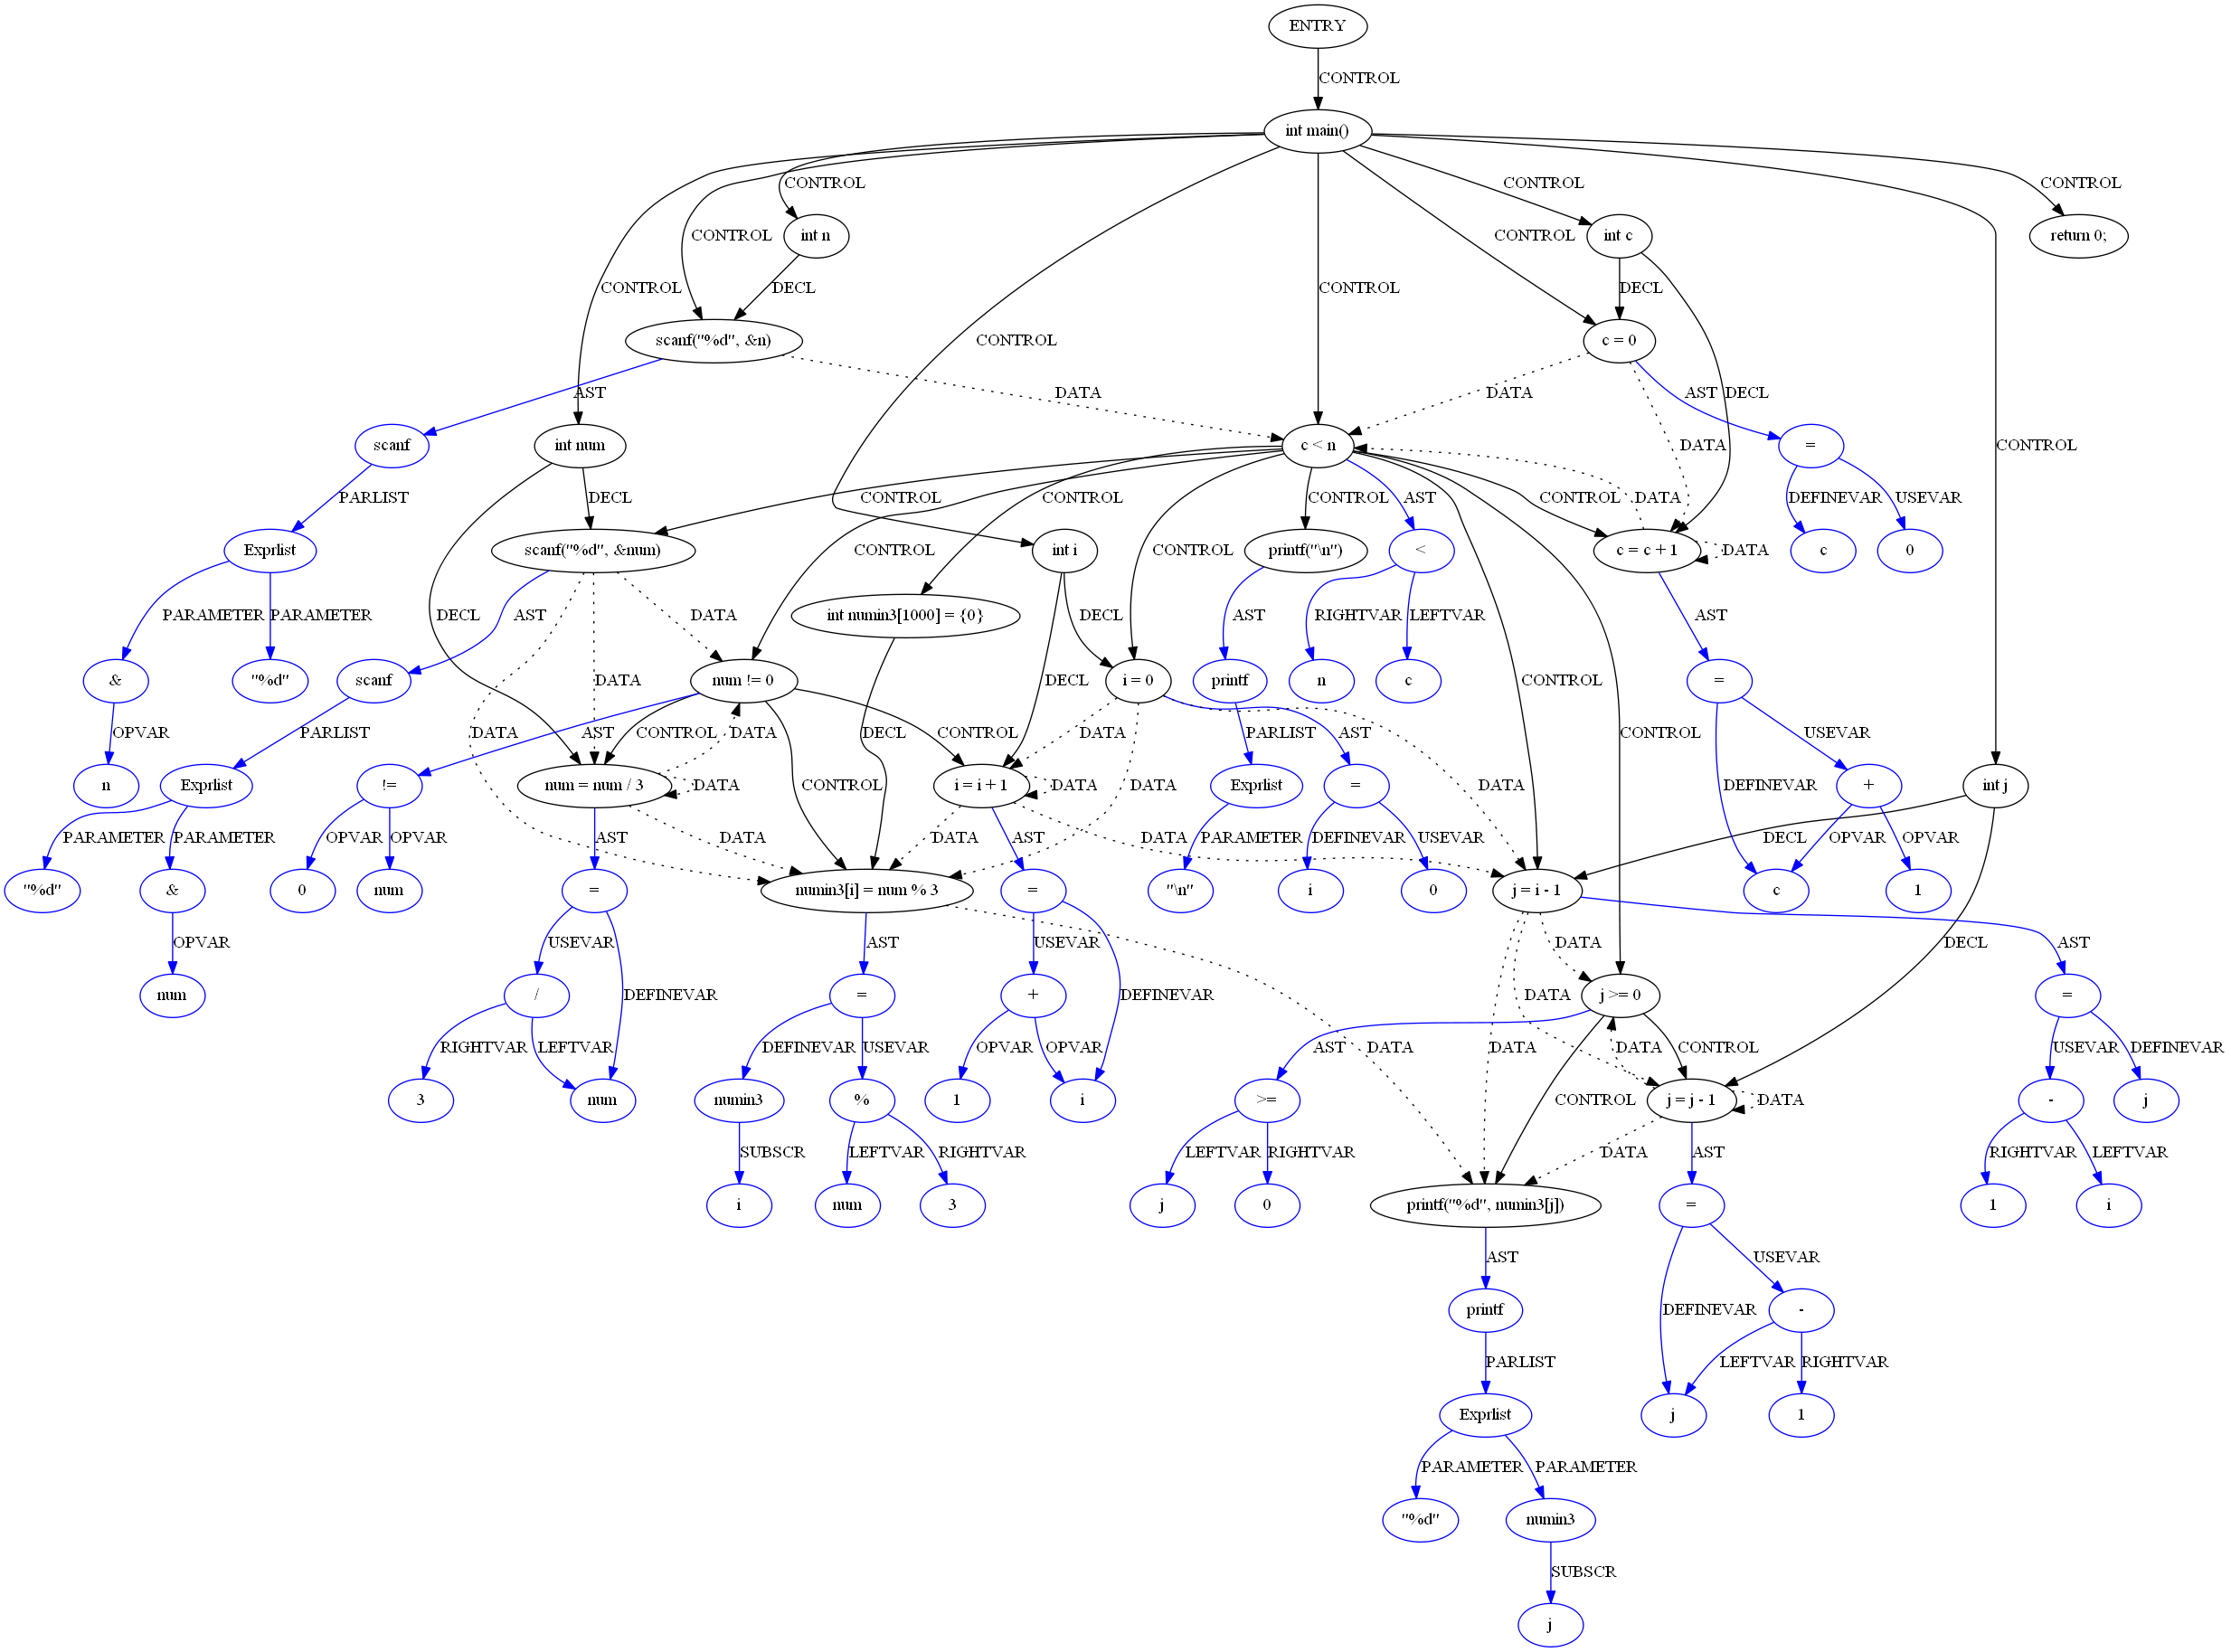 ENTRY
CONTROL
int main()
CONTROL CONTROL CONTROL
int n int c return 0;
CONTROL CONTROL
CONTROL DECL CONTROL DECL
scanf("%d", &n) CONTROL c = 0
AST DATA DATA AST DECL
scanf int num c < n DATA = CONTROL
PARLIST DECL CONTROL CONTROL CONTROL AST CONTROL DATA DEFINEVAR USEVAR
Exprlist scanf("%d", &num) CONTROL int i CONTROL printf("\n") < c = c + 1 DATA c 0
PARAMETER PARAMETER AST DECL DATA DATA int numin3[1000] = {0} DECL AST RIGHTVAR LEFTVAR AST
& "%d" scanf num != 0 DECL i = 0 printf n c CONTROL CONTROL =
OPVAR PARLIST DATA AST CONTROL DATA DECL CONTROL DATA PARLIST AST USEVAR
n Exprlist != num = num / 3 DATA CONTROL i = i + 1 DATA DATA Exprlist = DATA DEFINEVAR + int j
PARAMETER PARAMETER OPVAR OPVAR AST DATA DATA AST DATA PARAMETER DEFINEVAR USEVAR DECL OPVAR OPVAR
"%d" & 0 num = numin3[i] = num % 3 = "\n" i 0 j = i - 1 c 1
OPVAR USEVAR AST USEVAR DATA DECL AST
num / DEFINEVAR = + DEFINEVAR DATA j >= 0 =
RIGHTVAR LEFTVAR DEFINEVAR USEVAR OPVAR OPVAR DATA AST DATA DATA CONTROL USEVAR DEFINEVAR
3 num numin3 % 1 i >= CONTROL j = j - 1 DATA - j
SUBSCR LEFTVAR RIGHTVAR LEFTVAR RIGHTVAR DATA AST RIGHTVAR LEFTVAR
i num 3 j 0 printf("%d", numin3[j]) = 1 i
AST USEVAR
printf DEFINEVAR -
PARLIST LEFTVAR RIGHTVAR
Exprlist j 1
PARAMETER PARAMETER
"%d" numin3
SUBSCR
j